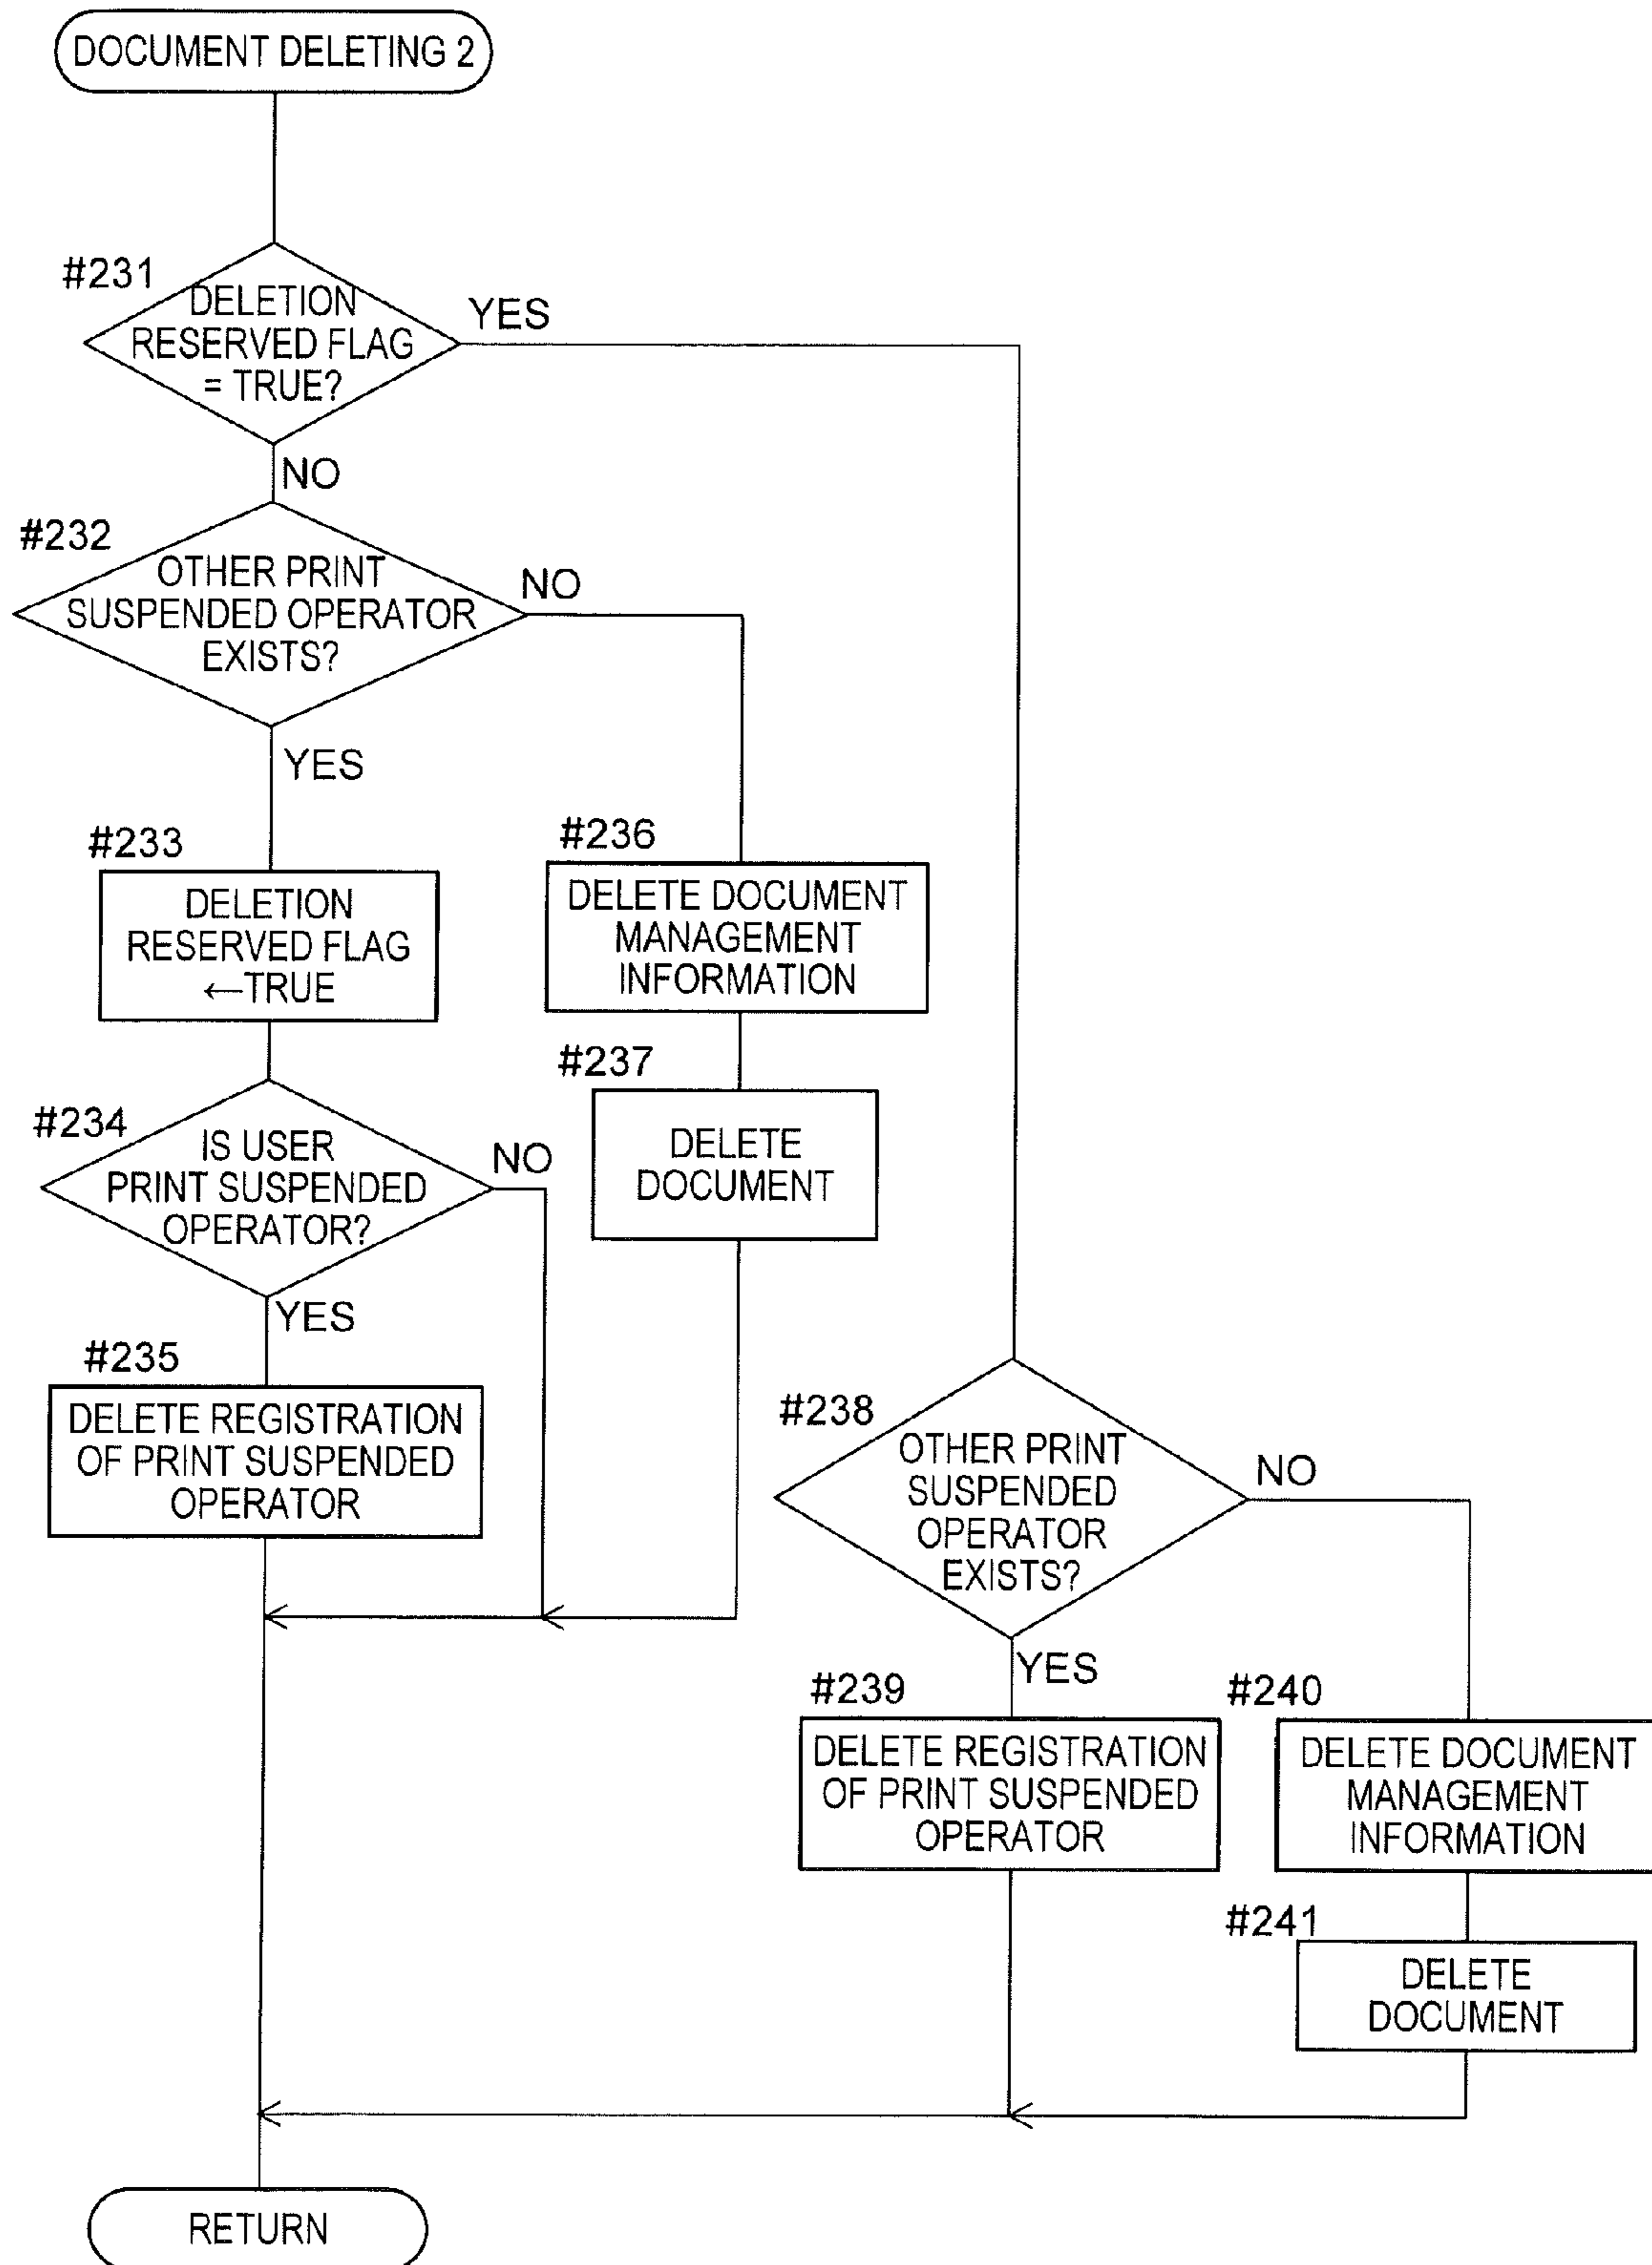 DOCUMENT DELETING 2
#231
DELETION
RESERVED FLAG
= TRUE?
YES
NO
#232
OTHER PRINT
SUSPENDED OPERATOR
EXISTS?
NO
YES
#233
DELETION
RESERVED FLAG
←TRUE
#236
DELETE DOCUMENT
MANAGEMENT
INFORMATION
#237
DELETE
DOCUMENT
#234
IS USER
PRINT SUSPENDED
OPERATOR?
NO
YES
#235
DELETE REGISTRATION
OF PRINT SUSPENDED
OPERATOR
#238
OTHER PRINT
SUSPENDED
OPERATOR
EXISTS?
NO
YES
#239
DELETE REGISTRATION
OF PRINT SUSPENDED
OPERATOR
#240
DELETE DOCUMENT
MANAGEMENT
INFORMATION
#241
DELETE
DOCUMENT
RETURN